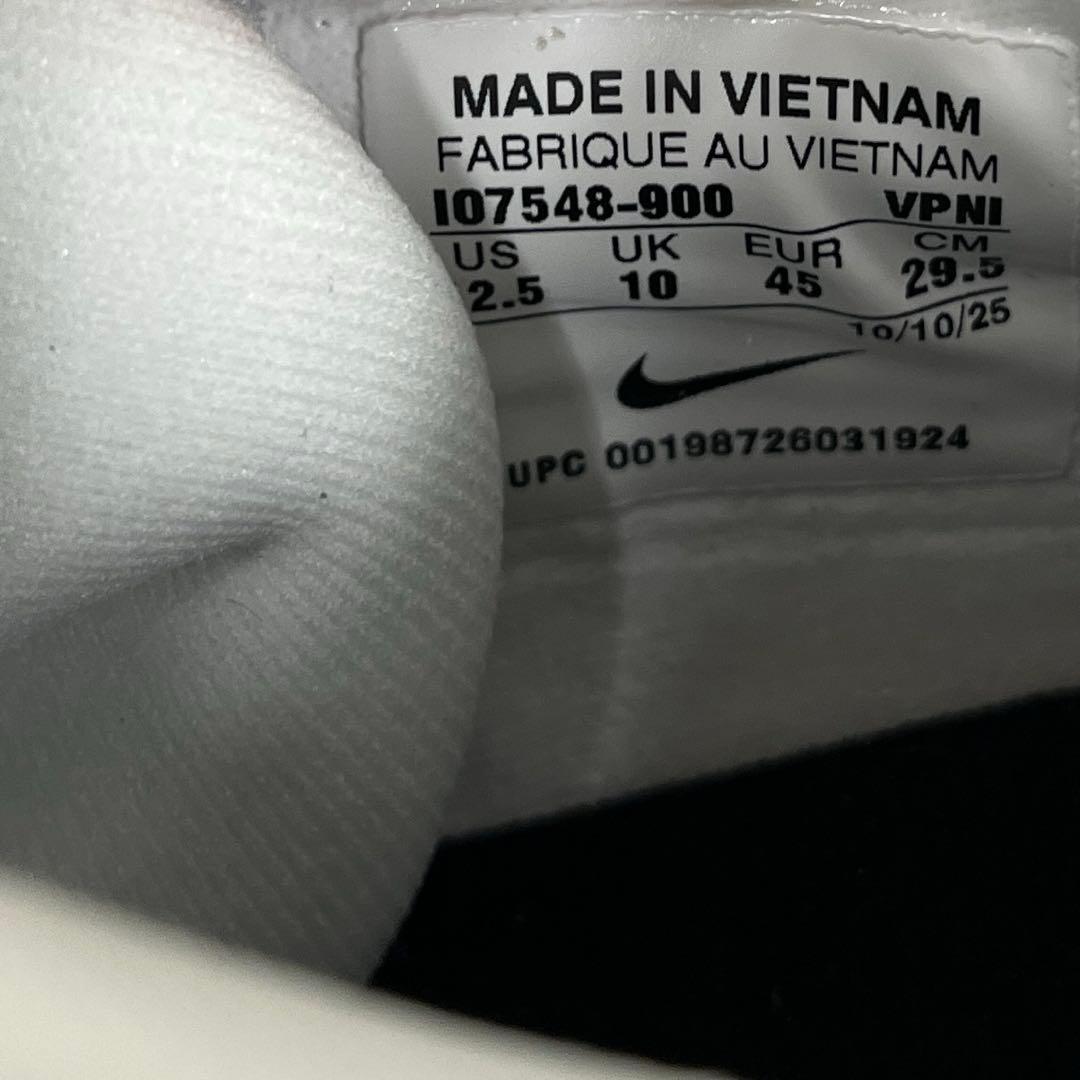 MADE IN VIETNAM
FABRIQUE AU VIETNAM
IO7548-900 VPNI
US UK EUR CM
2.5 10 45 29.5
10/10/25
UPC 00198726031924